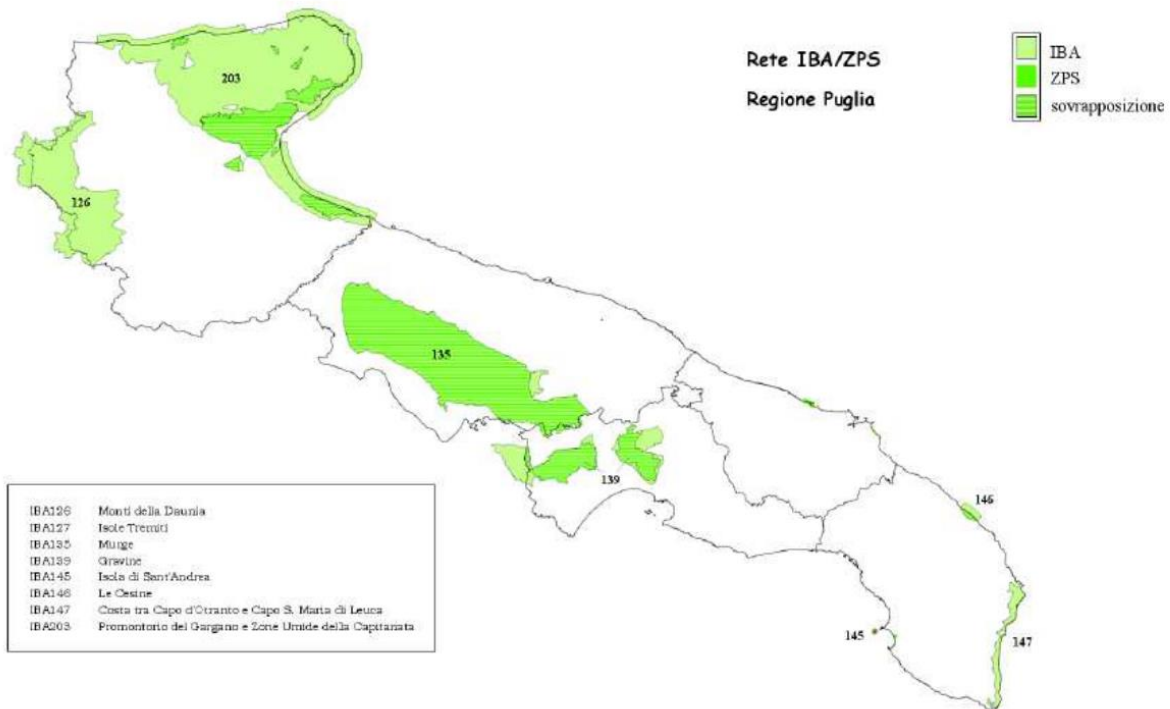 Rete IBA/ZPS
Regione Puglia
IBA
ZPS
sovrapposizione
203
126
135
139
146
145
147
IBA126 Monti della Daunia
IBA127 Isole Tremiti
IBA135 Murge
IBA139 Gravine
IBA145 Isola di Sant'Andrea
IBA146 Le Cesine
IBA147 Costa tra Capo d'Otranto e Capo S. Maria di Leuca
IBA203 Promontorio del Gargano e Zone Umide della Capitanata